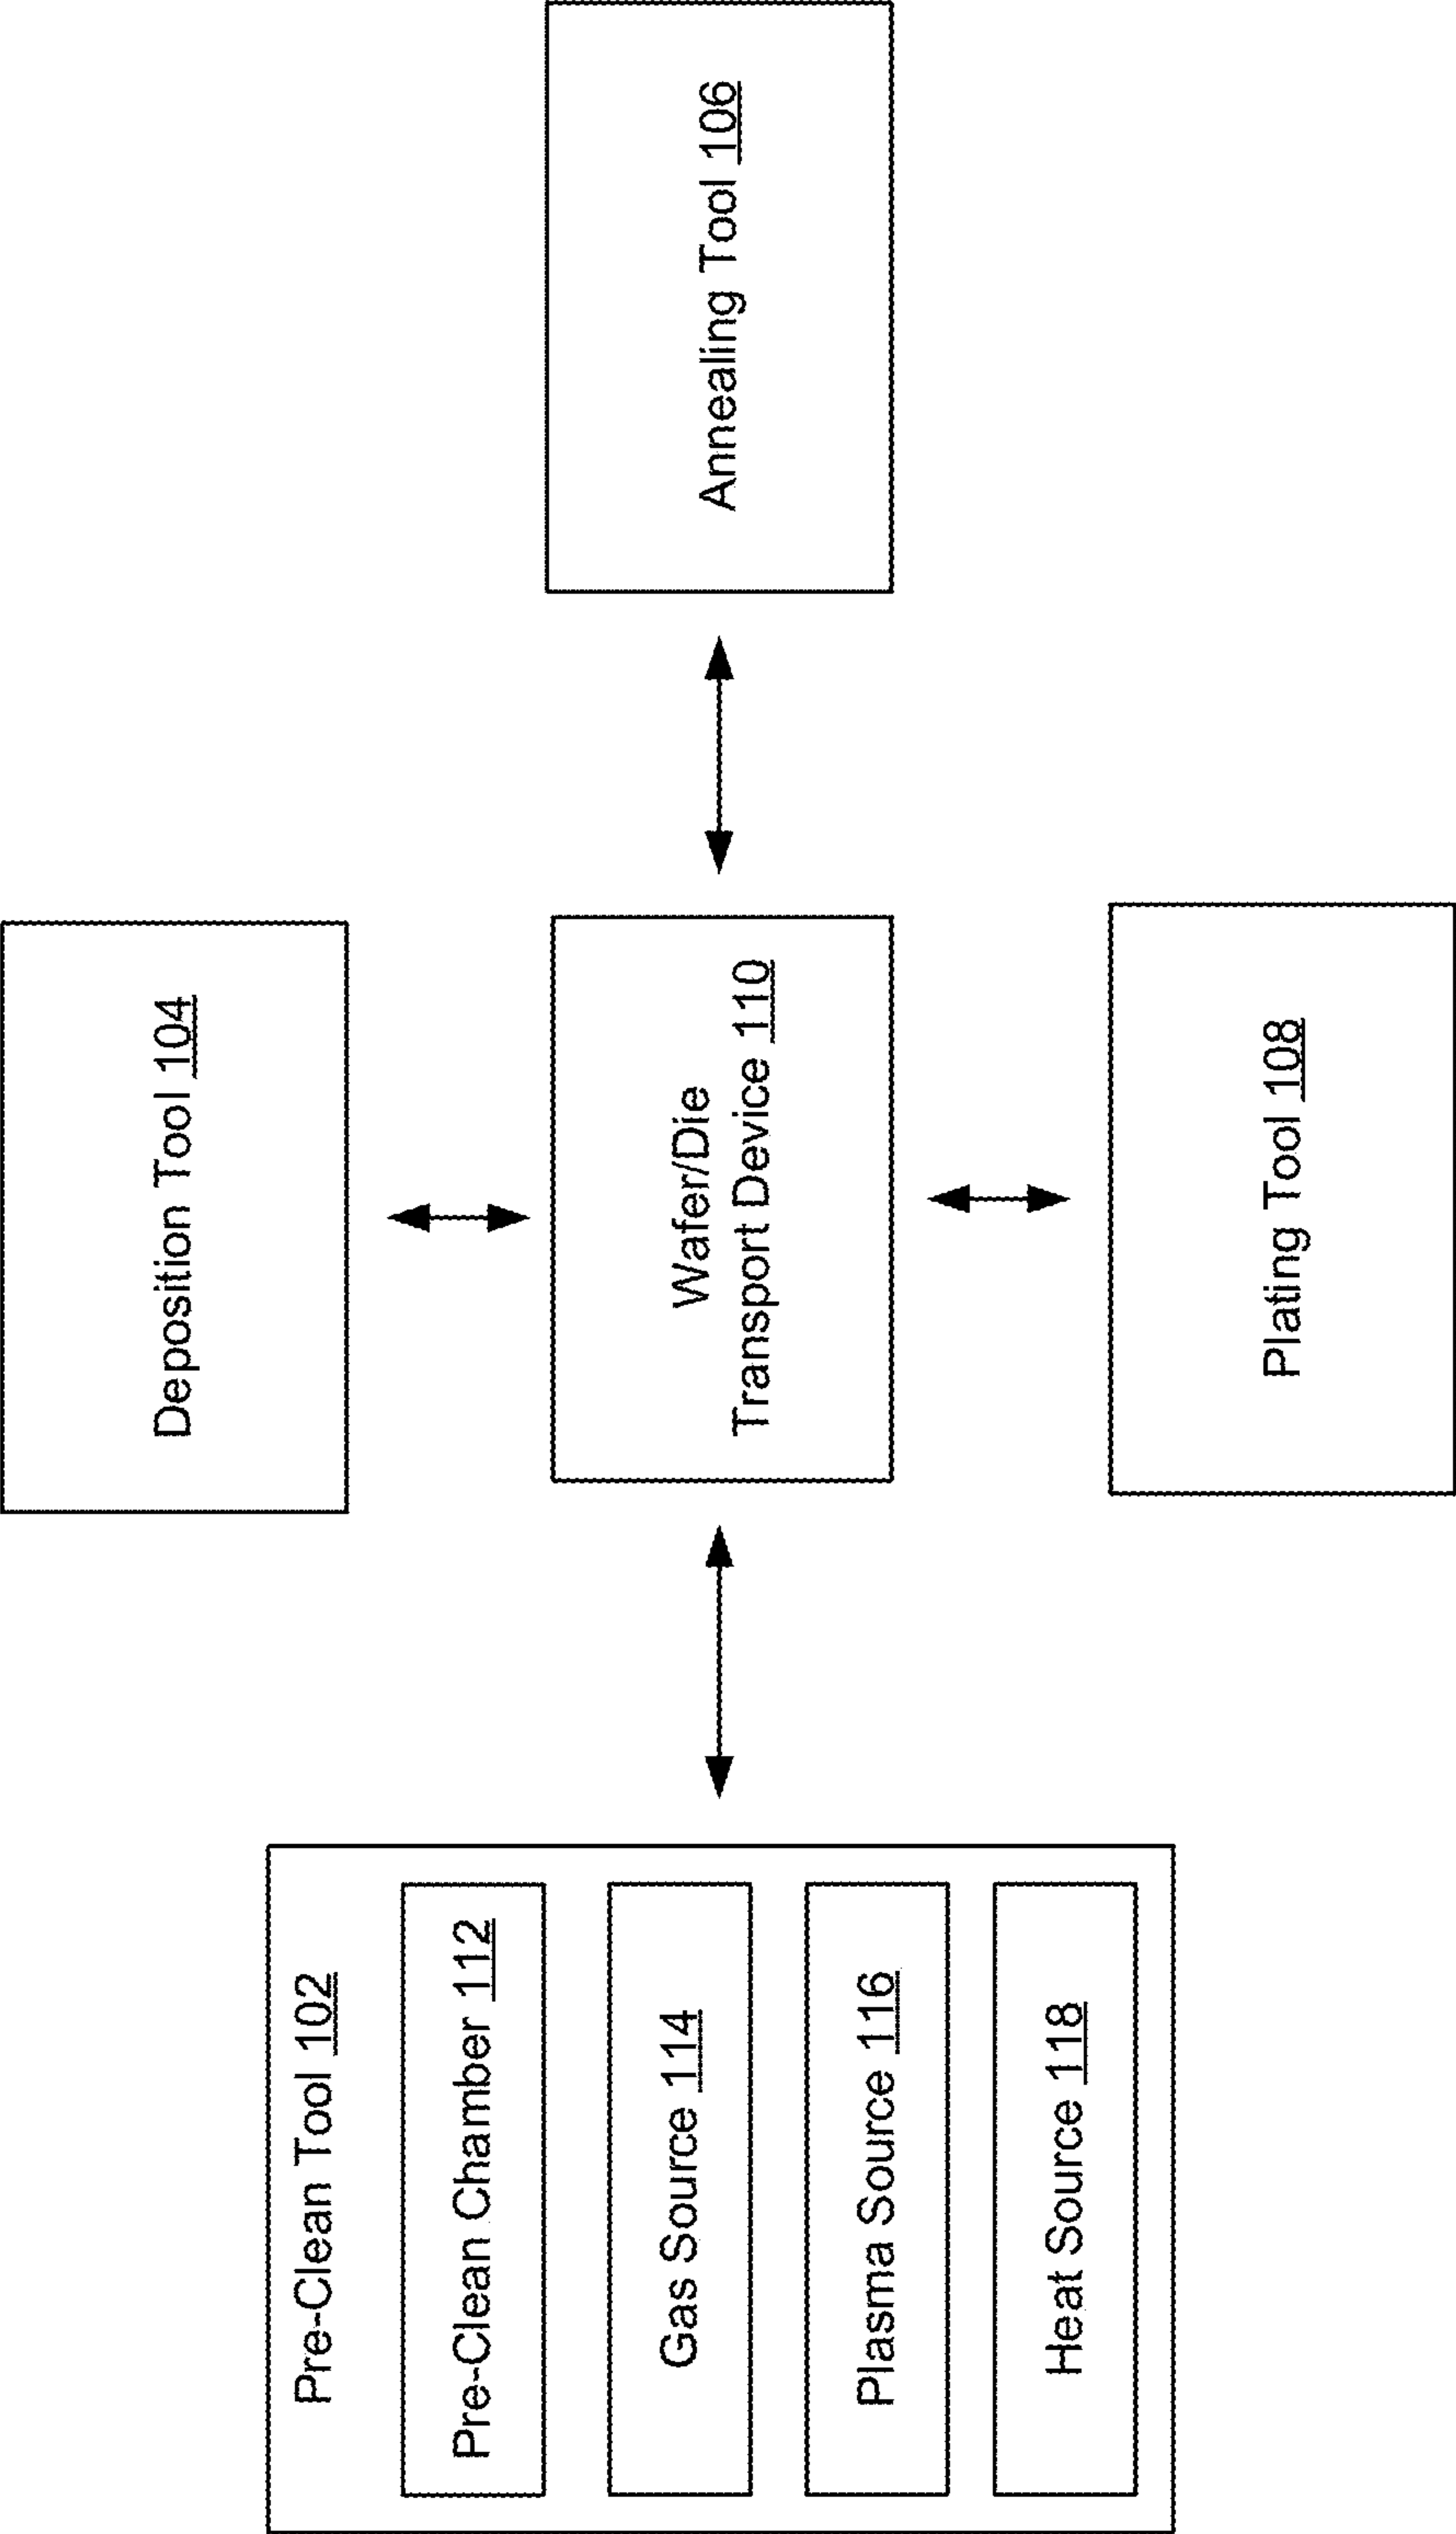 Pre-Clean Tool 102
Pre-Clean Chamber 112
Gas Source 114
Plasma Source 116
Heat Source 118
Deposition Tool 104
Wafer/Die
Transport Device 110
Plating Tool 108
Annealing Tool 106